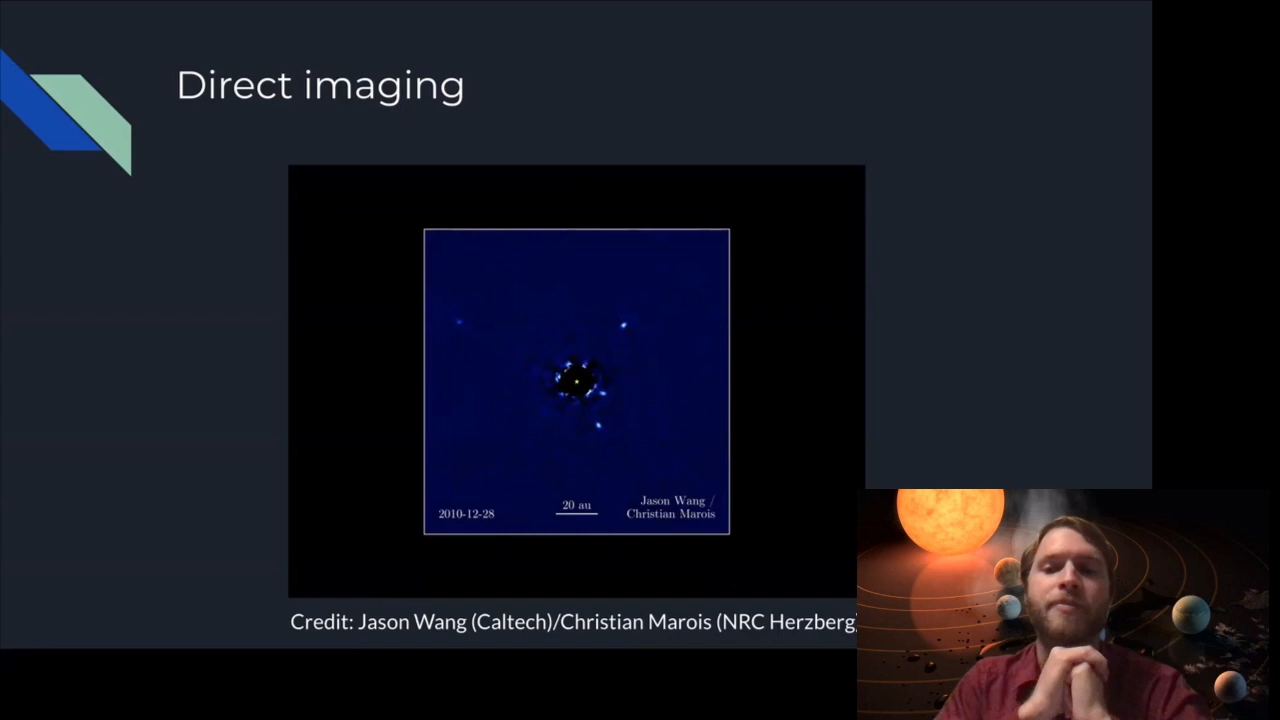 Direct imaging
2010-12-28
20 au
Jason Wang /
Christian Marois
Credit: Jason Wang (Caltech)/Christian Marois (NRC Herzberg)